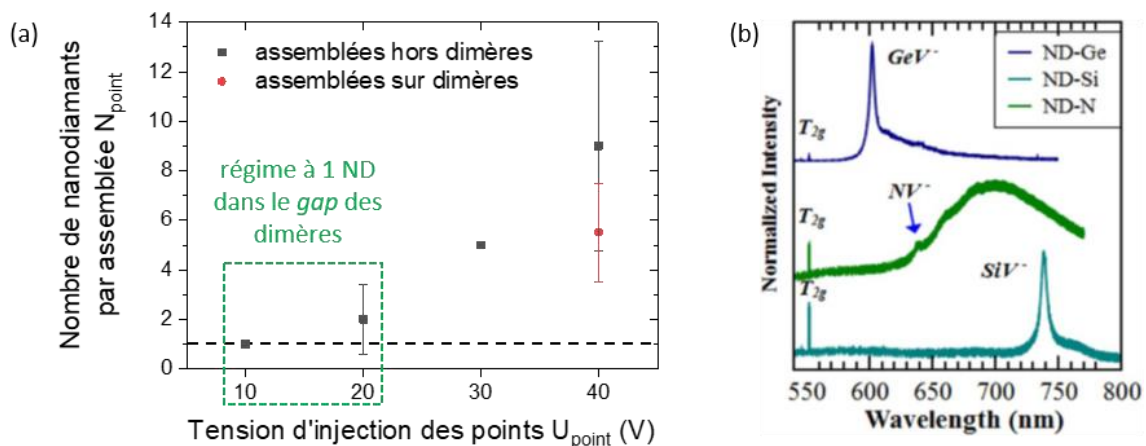 (a)
Nombre de nanodiamants
par assemblée N_point
14
12
10
8
6
4
2
0
assemblées hors dimères
assemblées sur dimères
régime à 1 ND
dans le gap des
dimères
10
20
30
40
Tension d'injection des points U_point (V)
(b)
Normalized Intensity
GeV⁻
ND-Ge
ND-Si
ND-N
T₂g
NV⁻
T₂g
SiV⁻
T₂g
550 600 650 700 750 800
Wavelength (nm)